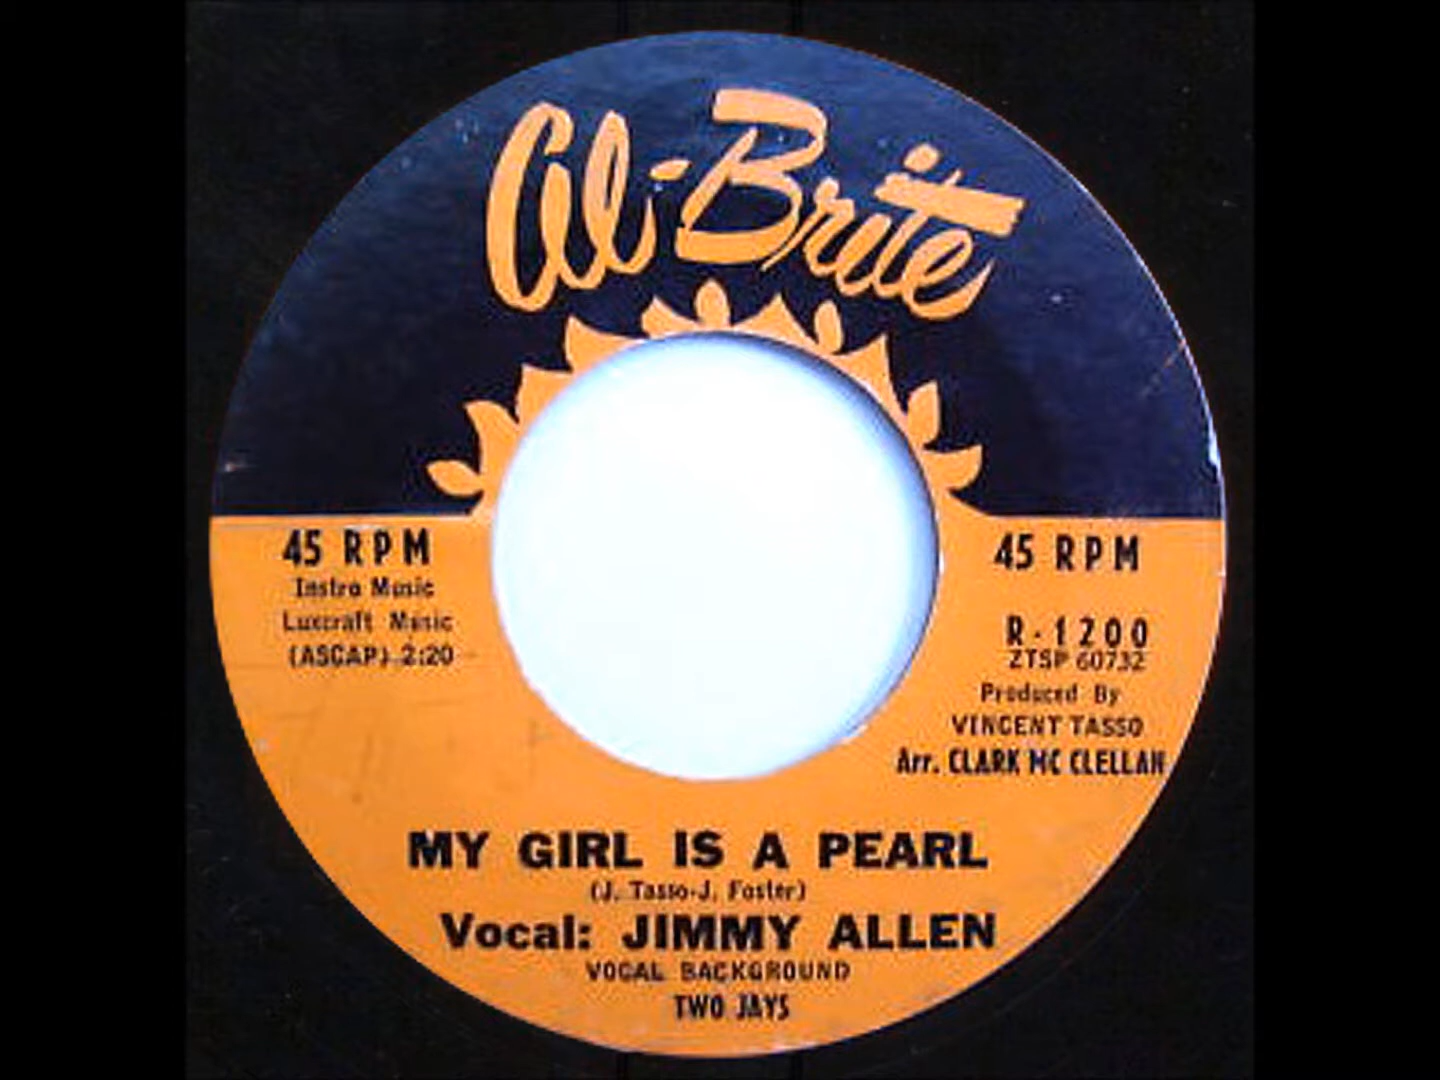 Al-Brite
45 RPM
Instro Music
Luxcraft Music
(ASCAP) 2:20
45 RPM
R-1200
ZTSP 60732
Produced By
VINCENT TASSO
Arr. CLARK MC CLELLAN
MY GIRL IS A PEARL
(J. Tasso-J. Foster)
Vocal: JIMMY ALLEN
VOCAL BACKGROUND
TWO JAYS